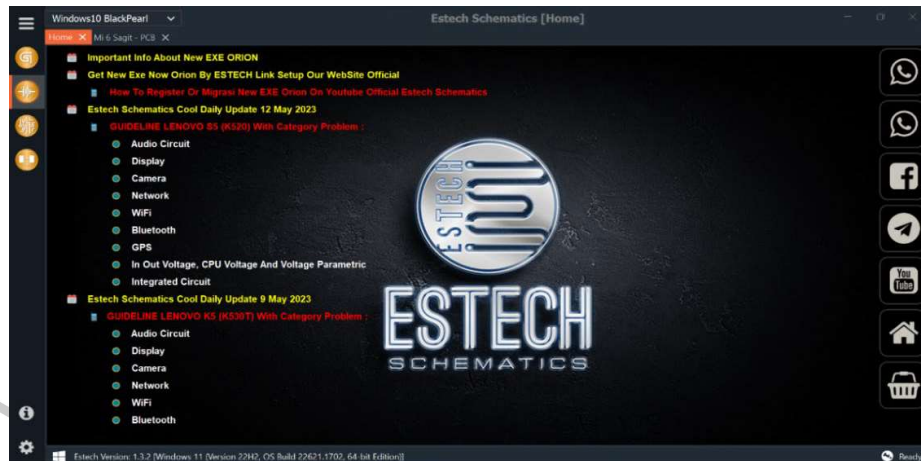 Windows10 BlackPearl
Estech Schematics [Home]
Home
Mi 6 Sagit - PCB
Important Info About New EXE ORION
Get New Exe Now Orion By ESTECH Link Setup Our WebSite Official
How To Register Or Migrasi New EXE Orion On Youtube Official Estech Schematics
Estech Schematics Cool Daily Update 12 May 2023
GUIDELINE LENOVO S5 (K520) With Category Problem :
Audio Circuit
Display
Camera
Network
WiFi
Bluetooth
GPS
In Out Voltage, CPU Voltage And Voltage Parametric
Integrated Circuit
Estech Schematics Cool Daily Update 9 May 2023
GUIDELINE LENOVO K5 (K530T) With Category Problem :
Audio Circuit
Display
Camera
Network
WiFi
Bluetooth
ESTECH
ESTECH
SCHEMATICS
You
Tube
Estech Version: 1.3.2 [Windows 11 (Version 22H2, OS Build 22621.1702, 64-bit Edition)]